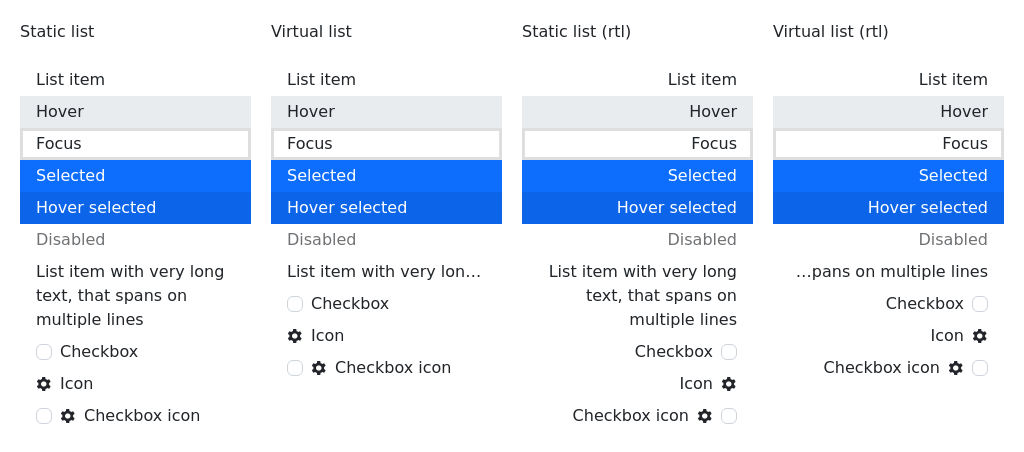 Static list
List item
Hover
Focus
Selected
Hover selected
Disabled
List item with very long
text, that spans on
multiple lines
Checkbox
Icon
Checkbox icon
Virtual list
List item
Hover
Focus
Selected
Hover selected
Disabled
List item with very lon…
Checkbox
Icon
Checkbox icon
Static list (rtl)
List item
Hover
Focus
Selected
Hover selected
Disabled
List item with very long
text, that spans on
multiple lines
Checkbox
Icon
Checkbox icon
Virtual list (rtl)
List item
Hover
Focus
Selected
Hover selected
Disabled
…pans on multiple lines
Checkbox
Icon
Checkbox icon